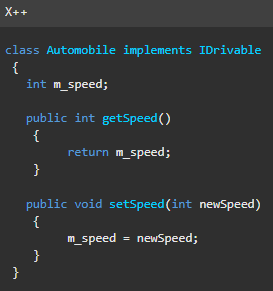 X++
class Automobile implements IDrivable
{
int m_speed;
public int getSpeed()
{
return m_speed;
}
public void setSpeed(int newSpeed)
{
m_speed = newSpeed;
}
}